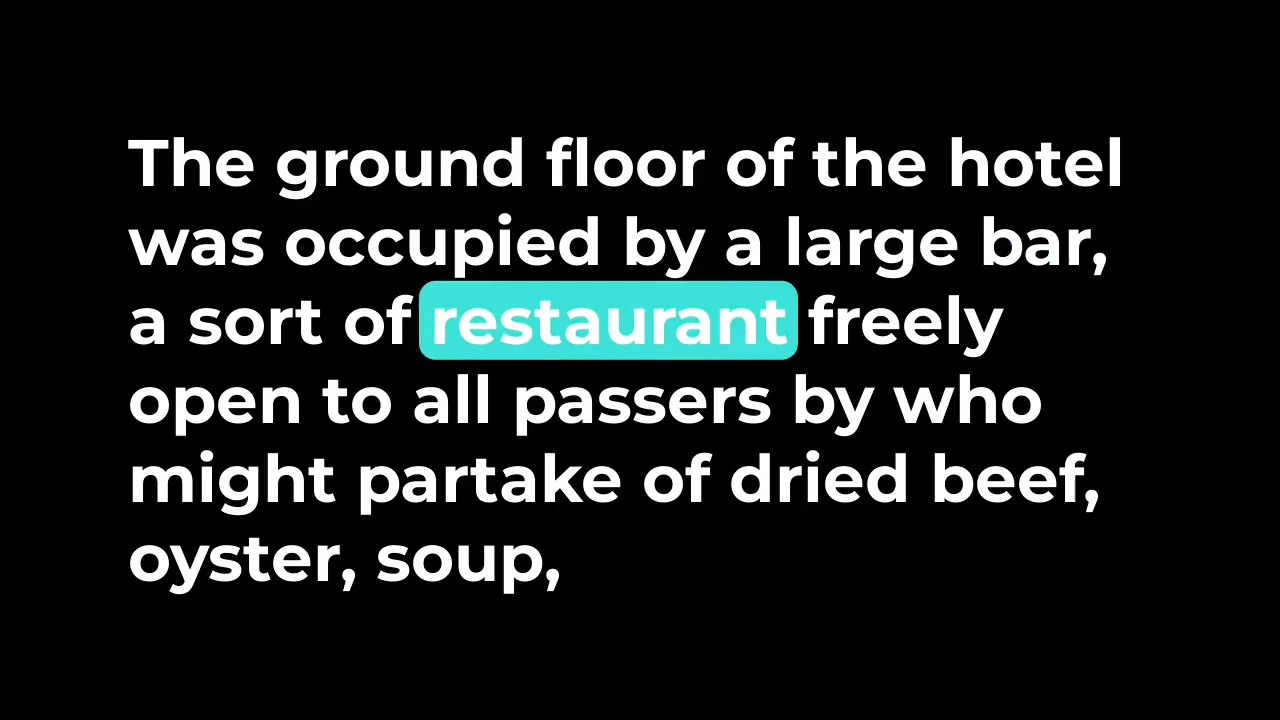 The ground floor of the hotel
was occupied by a large bar,
a sort of restaurant freely
open to all passers by who
might partake of dried beef,
oyster, soup,